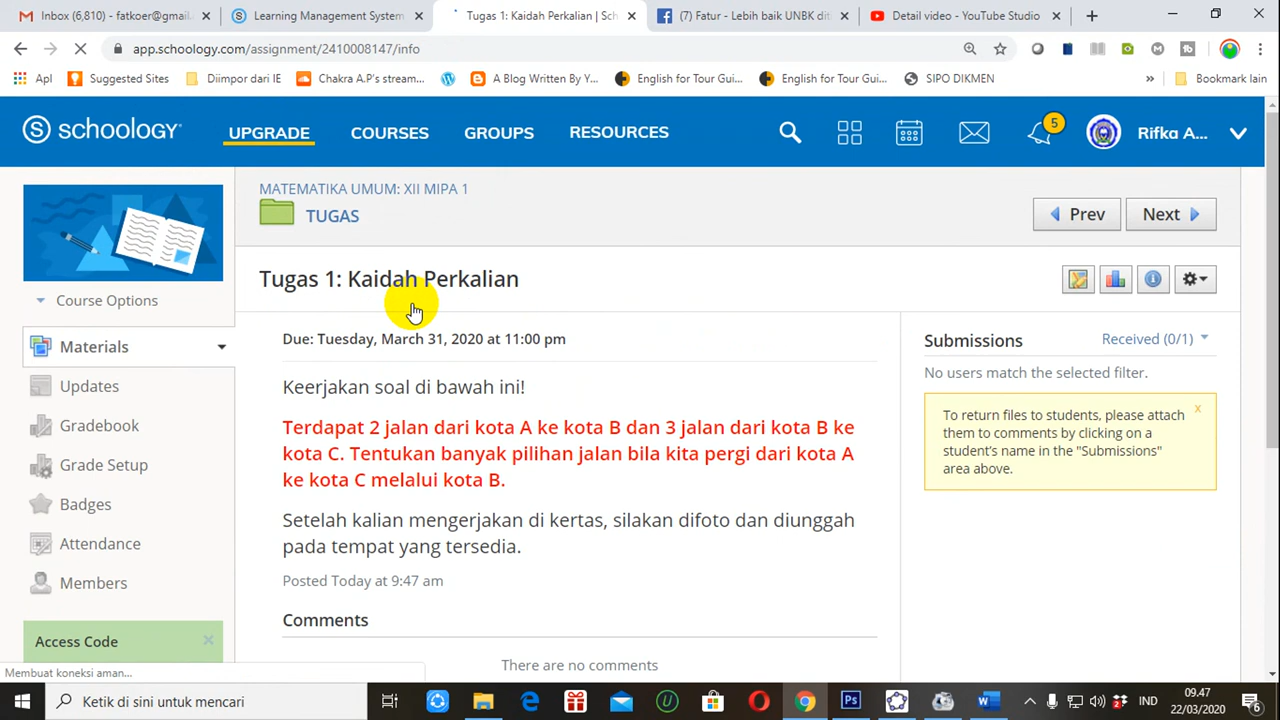 Inbox (6,810) - fatkoer@gmail.
Learning Management System
Tugas 1: Kaidah Perkalian | Sch
(7) Fatur - Lebih baik UNBK dit
Detail video - YouTube Studio
app.schoology.com/assignment/2410008147/info
Apl
Suggested Sites
Diimpor dari IE
Chakra A.P's stream...
A Blog Written By Y...
English for Tour Gui...
English for Tour Gui...
SIPO DIKMEN
»
Bookmark lain
S schoology
UPGRADE
COURSES
GROUPS
RESOURCES
5
Rifka A...
MATEMATIKA UMUM: XII MIPA 1
TUGAS
Prev
Next
Course Options
Materials
Updates
Gradebook
Grade Setup
Badges
Attendance
Members
Access Code
Tugas 1: Kaidah Perkalian
Due: Tuesday, March 31, 2020 at 11:00 pm
Keerjakan soal di bawah ini!
Terdapat 2 jalan dari kota A ke kota B dan 3 jalan dari kota B ke
kota C. Tentukan banyak pilihan jalan bila kita pergi dari kota A
ke kota C melalui kota B.
Setelah kalian mengerjakan di kertas, silakan difoto dan diunggah
pada tempat yang tersedia.
Posted Today at 9:47 am
Comments
There are no comments
Submissions
Received (0/1)
No users match the selected filter.
To return files to students, please attach
them to comments by clicking on a
student's name in the "Submissions"
area above.
x
Membuat koneksi aman...
Ketik di sini untuk mencari
IND
09.47
22/03/2020
6